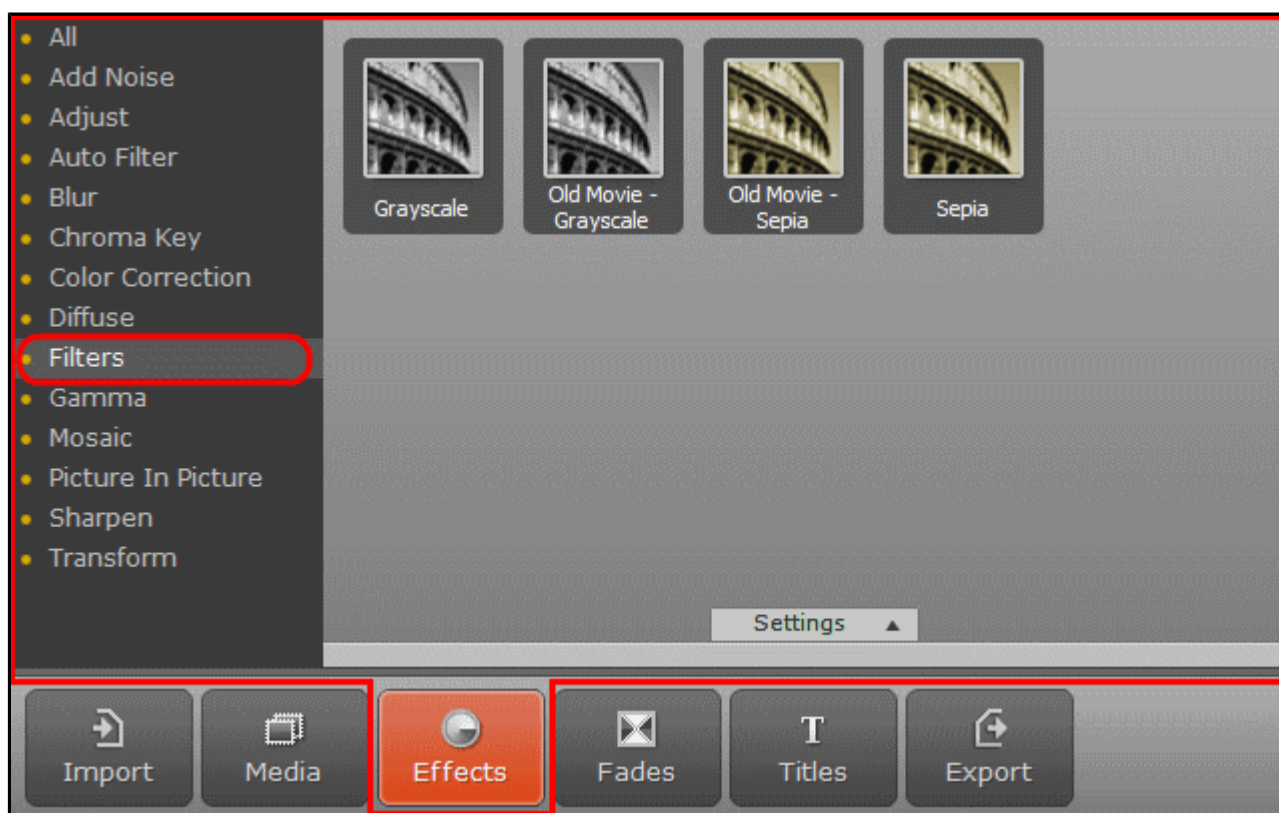 All
Add Noise
Adjust
Auto Filter
Blur
Chroma Key
Color Correction
Diffuse
Filters
Gamma
Mosaic
Picture In Picture
Sharpen
Transform
Grayscale
Old Movie -
Grayscale
Old Movie -
Sepia
Sepia
Settings
Import
Media
Effects
Fades
Titles
Export